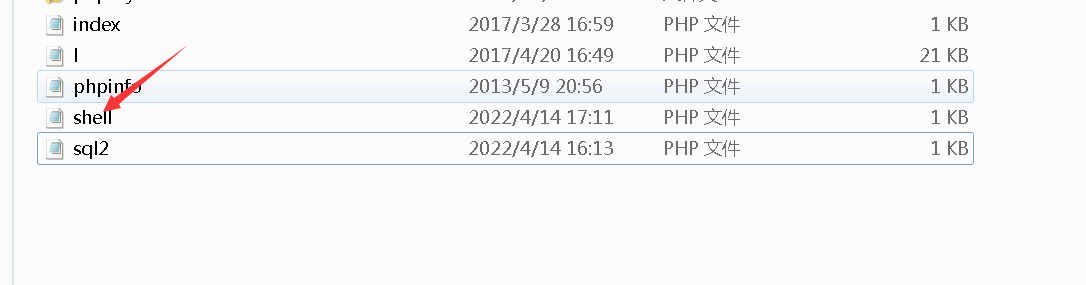 index 2017/3/28 16:59 PHP 文件 1 KB
l 2017/4/20 16:49 PHP 文件 21 KB
phpinfo 2013/5/9 20:56 PHP 文件 1 KB
shell 2022/4/14 17:11 PHP 文件 1 KB
sql2 2022/4/14 16:13 PHP 文件 1 KB